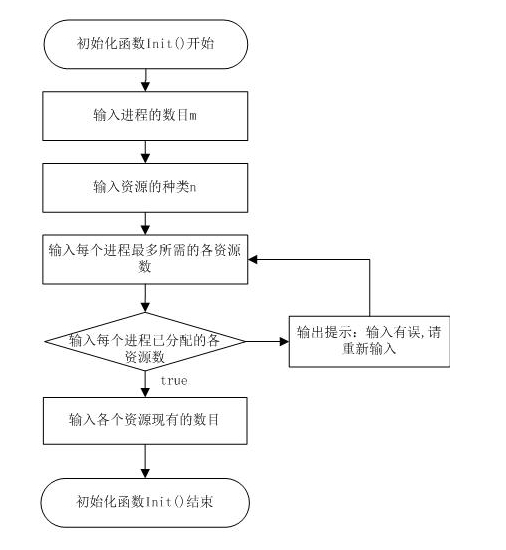 初始化函数Init()开始
输入进程的数目m
输入资源的种类n
输入每个进程最多所需的各资源
数
输入每个进程已分配的各
资源数
输出提示：输入有误,请
重新输入
true
输入各个资源现有的数目
初始化函数Init()结束